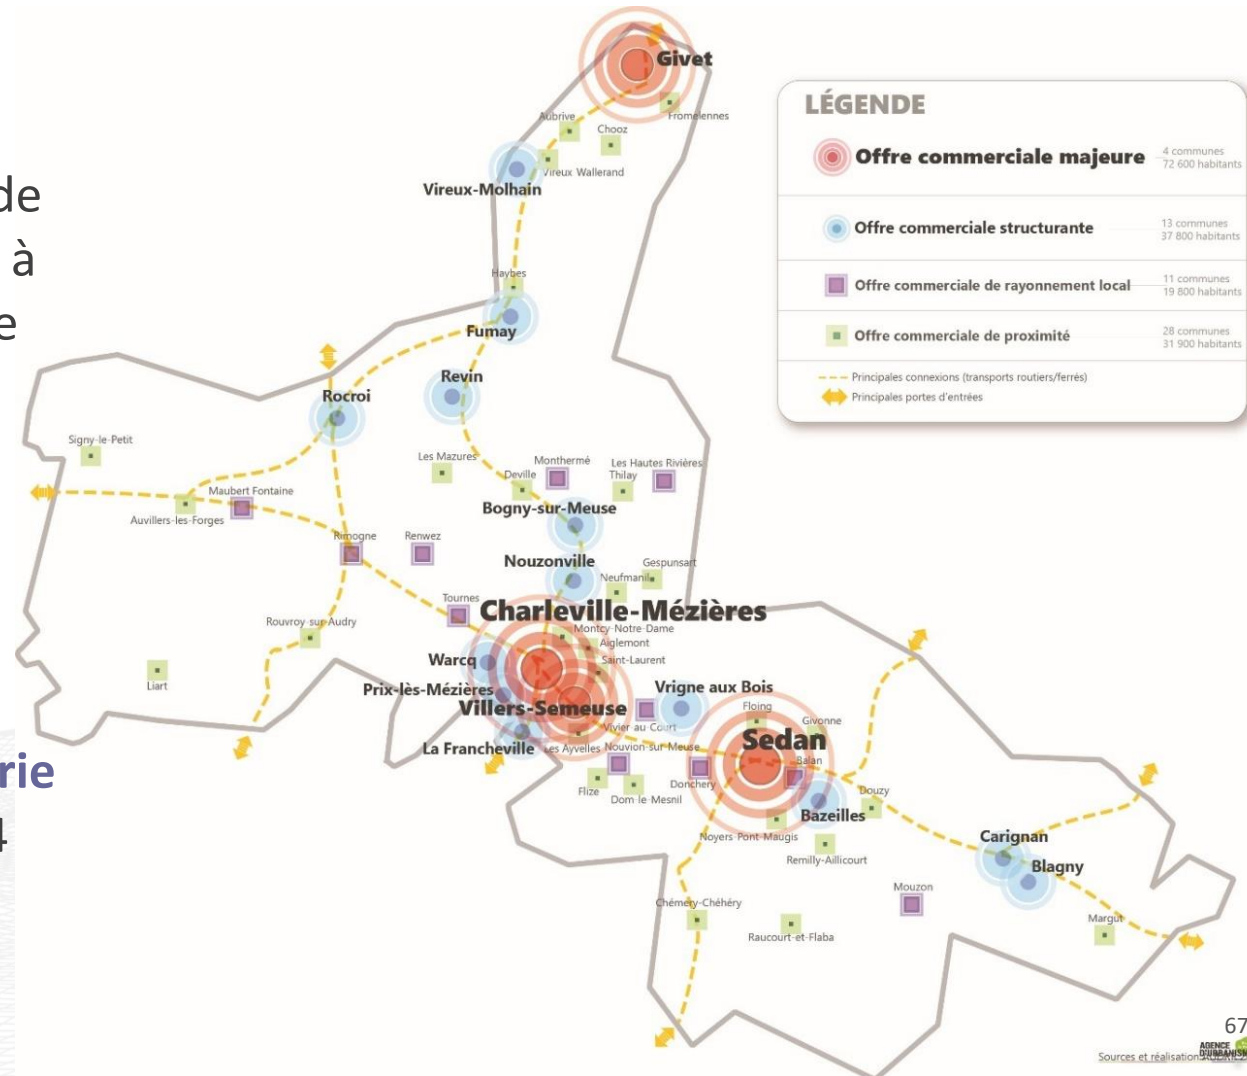 de
à
e
rie
4
Givet
Fromelennes
Aubrive
Chooz
Vireux Wallerand
Vireux-Molhain
Haybes
Fumay
Revin
Rocroi
Signy-le-Petit
Les Mazures
Deville
Monthermé
Les Hautes Rivières
Thilay
Maubert Fontaine
Auvillers-les-Forges
Bogny-sur-Meuse
Rimogne
Renwez
Nouzonville
Gespunsart
Neufmanil
Tournes
Charleville-Mézières
Rouvroy-sur-Audry
Montcy-Notre-Dame
Aiglemont
Saint-Laurent
Warcq
Liart
Prix-lès-Mézières
Vrigne aux Bois
Villers-Semeuse
Floing
Givonne
Vivier au Court
Sedan
La Francheville
Les Ayvelles
Nouvion-sur-Meuse
Balan
Flize
Dom-le-Mesnil
Donchery
Douzy
Bazeilles
Noyers-Pont-Maugis
Remilly-Aillicourt
Carignan
Blagny
Mouzon
Chémery-Chéhéry
Raucourt-et-Flaba
Margut
LÉGENDE
Offre commerciale majeure
4 communes
72 600 habitants
Offre commerciale structurante
13 communes
37 800 habitants
Offre commerciale de rayonnement local
11 communes
19 800 habitants
Offre commerciale de proximité
28 communes
31 900 habitants
Principales connexions (transports routiers/ferrés)
Principales portes d'entrées
67
AGENCE
D'URBANISME
Sources et réalisation